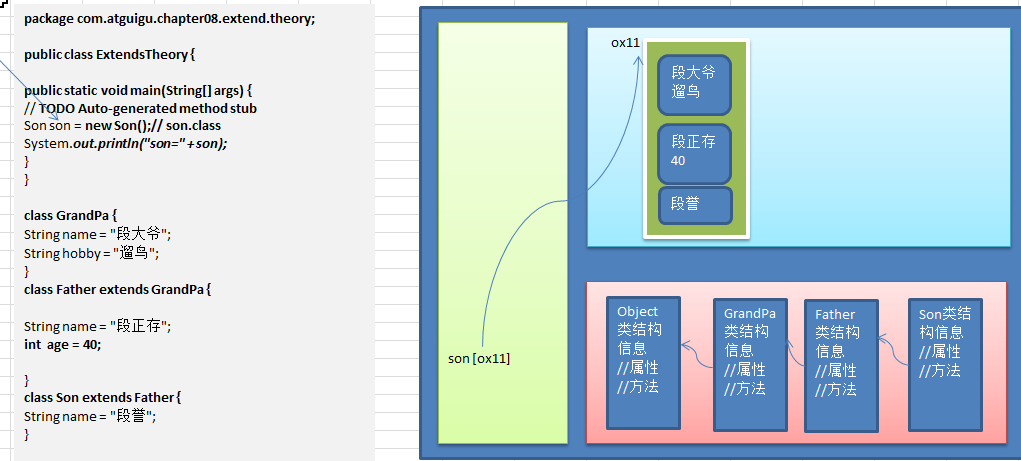 package com.atguigu.chapter08.extend.theory;
public class ExtendsTheory {
public static void main(String[] args) {
// TODO Auto-generated method stub
Son son = new Son();// son.class
System.out.println("son=" + son);
}
}
class GrandPa {
String name = "段大爷";
String hobby = "遛鸟";
}
class Father extends GrandPa {
String name = "段正存";
int age = 40;
}
class Son extends Father {
String name = "段誉";
}
son [ox11]
ox11
段大爷
遛鸟
段正存
40
段誉
Object
类结构
信息
//属性
//方法
GrandPa
类结构
信息
//属性
//方法
Father
类结构
信息
//属性
//方法
Son类结
构信息
//属性
//方法